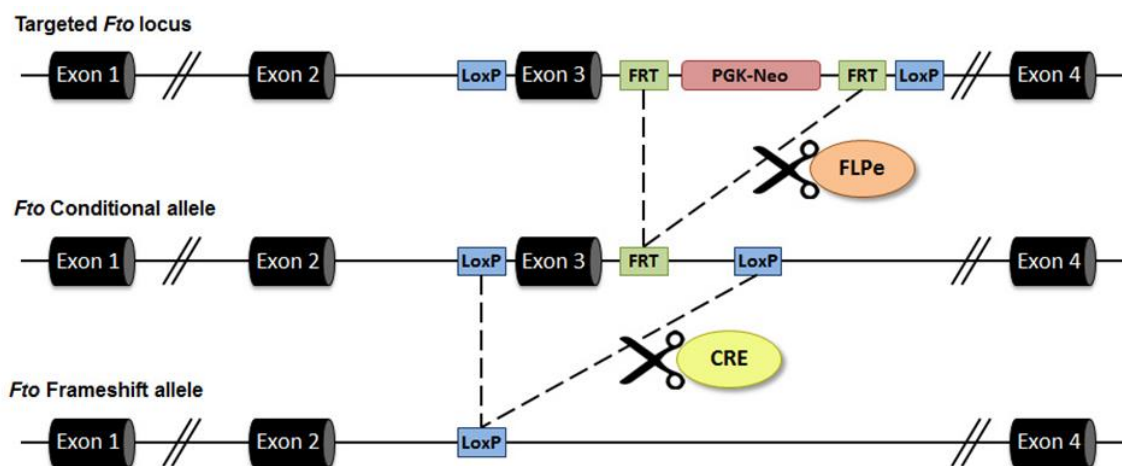 Targeted Fto locus
Exon 1 Exon 2 LoxP Exon 3 FRT PGK-Neo FRT LoxP Exon 4
FLPe
Fto Conditional allele
Exon 1 Exon 2 LoxP Exon 3 FRT LoxP Exon 4
CRE
Fto Frameshift allele
Exon 1 Exon 2 LoxP Exon 4